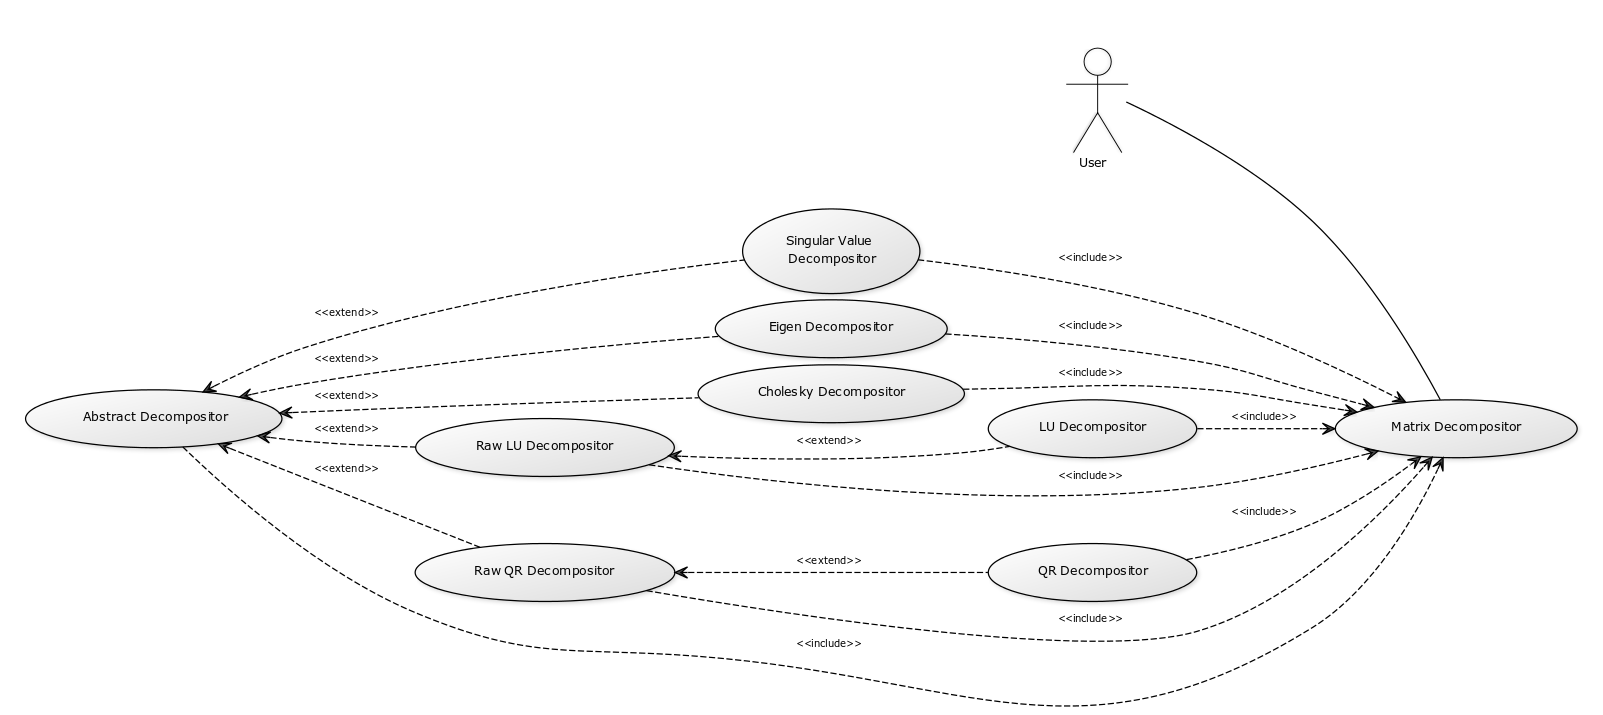 User
Singular Value
Decompositor
<<include>>
<<extend>>
Eigen Decompositor
<<include>>
<<extend>>
Cholesky Decompositor
<<include>>
<<extend>>
Abstract Decompositor
<<extend>>
Raw LU Decompositor
<<extend>>
LU Decompositor
<<include>>
Matrix Decompositor
<<include>>
<<extend>>
<<include>>
Raw QR Decompositor
<<extend>>
QR Decompositor
<<include>>
<<include>>